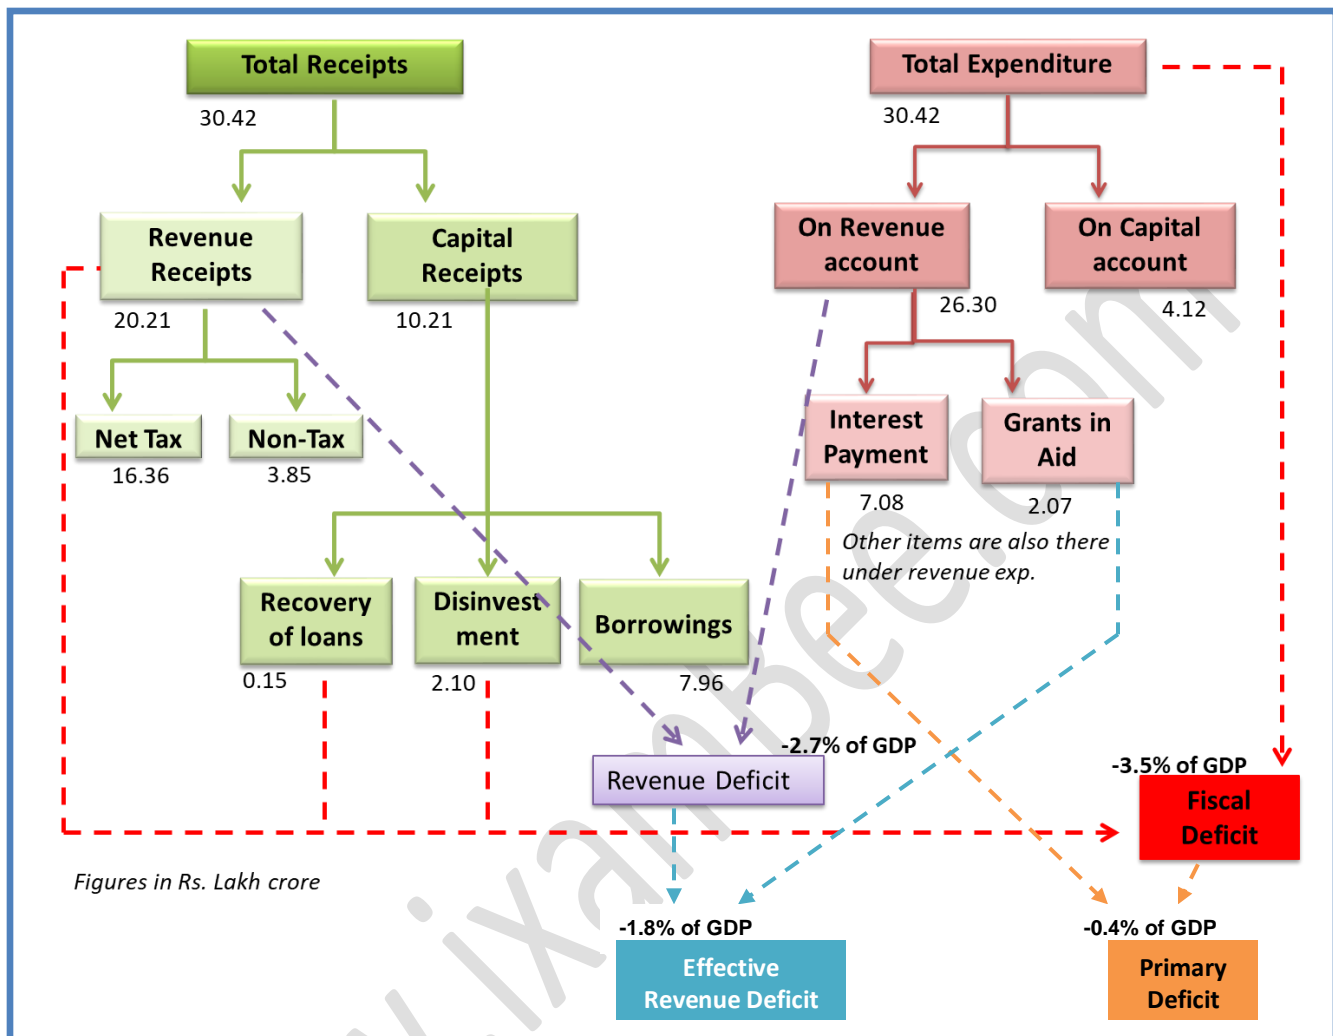 Total Receipts
30.42
Total Expenditure
30.42
Revenue
Receipts
20.21
Capital
Receipts
10.21
On Revenue
account
26.30
On Capital
account
4.12
Net Tax
16.36
Non-Tax
3.85
Interest
Payment
7.08
Grants in
Aid
2.07
Other items are also there
under revenue exp.
Recovery
of loans
0.15
Disinvest
ment
2.10
Borrowings
7.96
-2.7% of GDP
Revenue Deficit
-3.5% of GDP
Fiscal
Deficit
Figures in Rs. Lakh crore
-1.8% of GDP
Effective
Revenue Deficit
-0.4% of GDP
Primary
Deficit
.ixamBee.com